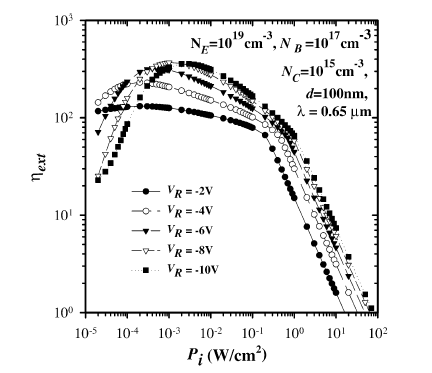 10³
N_E=10¹⁹cm⁻³, N_B=10¹⁷cm⁻³
N_C=10¹⁵cm⁻³,
d=100nm,
λ = 0.65 μm
10²
η_ext
V_R = -2V
V_R = -4V
10¹
V_R = -6V
V_R = -8V
V_R = -10V
10⁰
10⁻⁵ 10⁻⁴ 10⁻³ 10⁻² 10⁻¹ 10⁰ 10¹ 10²
P_i (W/cm²)